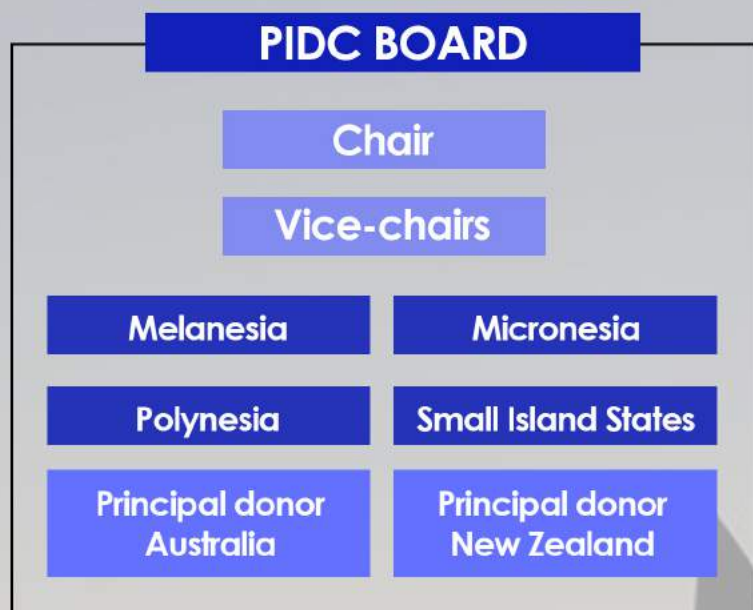 PIDC BOARD
Chair
Vice-chairs
Melanesia
Micronesia
Polynesia
Small Island States
Principal donor
Australia
Principal donor
New Zealand